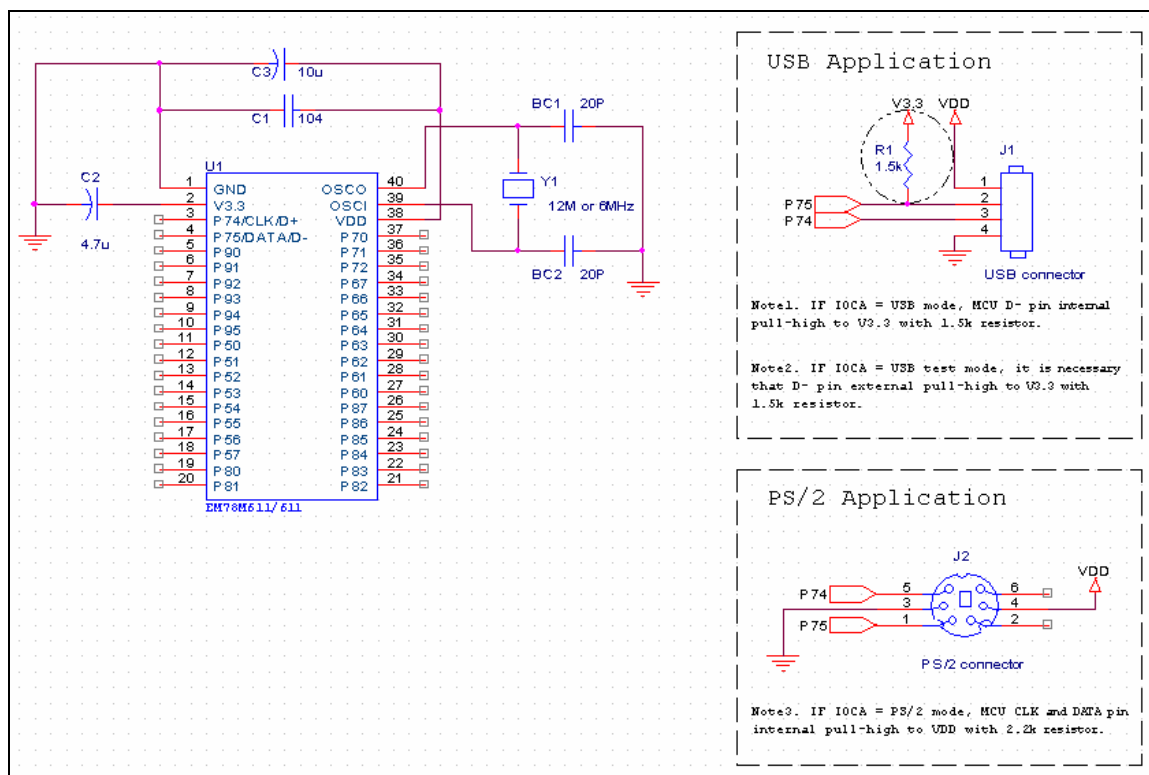 C3 10u
C1 104
BC1 20P
C2
4.7u
U1
Y1
12M or 6MHz
BC2 20P
1 GND OSCO 40
2 V3.3 OSCI 39
3 P74/CLK/D+ VDD 38
4 P75/DATA/D- P70 37
5 P90 P71 36
6 P91 P72 35
7 P92 P67 34
8 P93 P66 33
9 P94 P65 32
10 P95 P64 31
11 P50 P63 30
12 P51 P62 29
13 P52 P61 28
14 P53 P60 27
15 P54 P87 26
16 P55 P86 25
17 P56 P85 24
18 P57 P84 23
19 P80 P83 22
20 P81 P82 21
EM78M611/611
USB Application
V3.3 VDD
R1
1.5k
J1
P75
P74
1
2
3
4
USB connector
Note1. IF IOCA = USB mode, MCU D- pin internal
pull-high to V3.3 with 1.5k resistor.
Note2. IF IOCA = USB test mode, it is necessary
that D- pin external pull-high to V3.3 with
1.5k resistor.
PS/2 Application
J2
VDD
P74 5 6
3 4
P75 1 2
PS/2 connector
Note3. IF IOCA = PS/2 mode, MCU CLK and DATA pin
internal pull-high to VDD with 2.2k resistor.